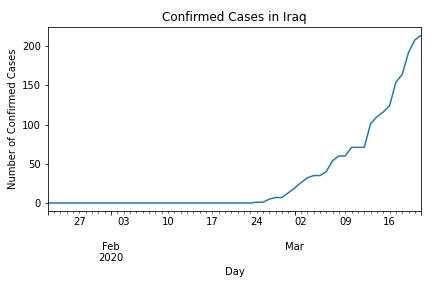 Confirmed Cases in Iraq
Number of Confirmed Cases
200
150
100
50
0
27 03 10 17 24 02 09 16
Feb Mar
2020
Day